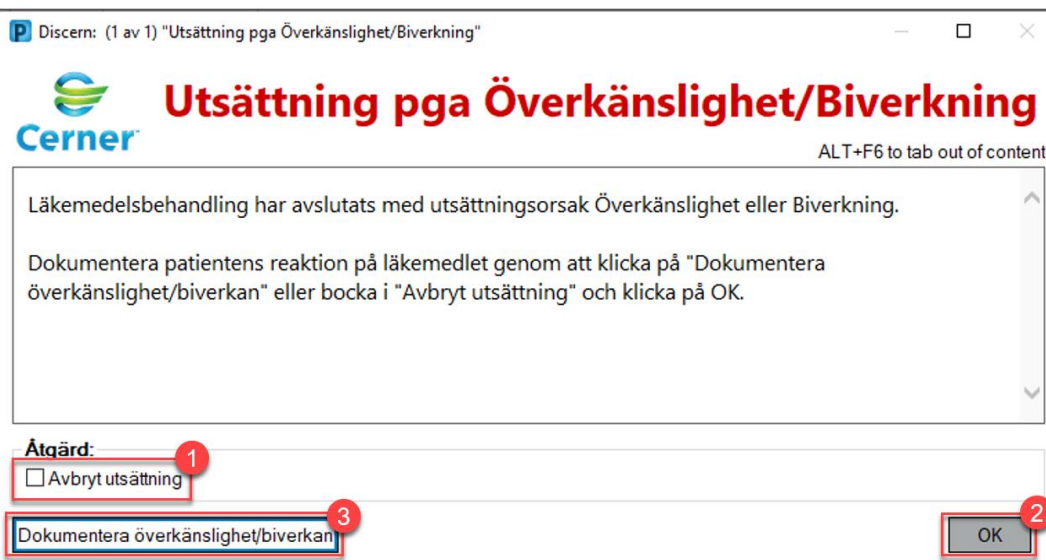 Discern: (1 av 1) "Utsättning pga Överkänslighet/Biverkning"
Cerner
Utsättning pga Överkänslighet/Biverkning
ALT+F6 to tab out of content
Läkemedelsbehandling har avslutats med utsättningsorsak Överkänslighet eller Biverkning.
Dokumentera patientens reaktion på läkemedlet genom att klicka på "Dokumentera
överkänslighet/biverkan" eller bocka i "Avbryt utsättning" och klicka på OK.
Åtgärd:
1
Avbryt utsättning
3
Dokumentera överkänslighet/biverkan
2
OK